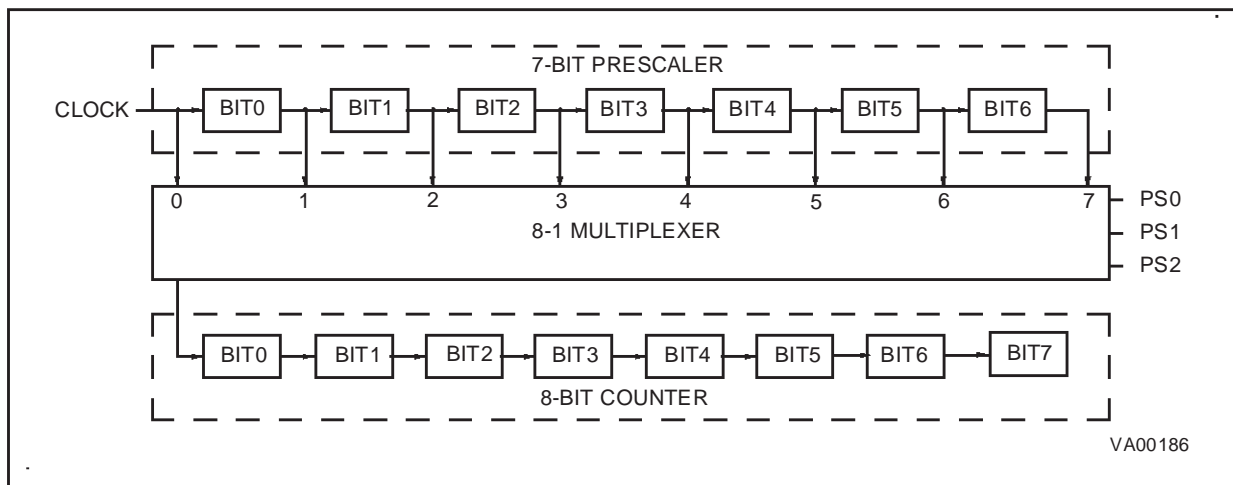 7-BIT PRESCALER
CLOCK BIT0 BIT1 BIT2 BIT3 BIT4 BIT5 BIT6
0 1 2 3 4 5 6 7
PS0
8-1 MULTIPLEXER
PS1
PS2
BIT0 BIT1 BIT2 BIT3 BIT4 BIT5 BIT6 BIT7
8-BIT COUNTER
VA00186